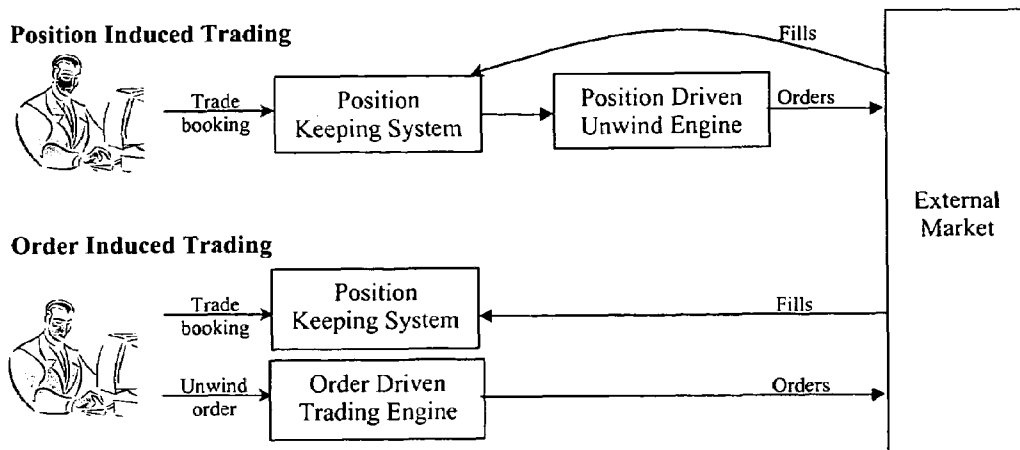 Position Induced Trading
Fills
Trade
booking
Position
Keeping System
Position Driven
Unwind Engine
Orders
External
Market
Order Induced Trading
Trade
booking
Position
Keeping System
Fills
Unwind
order
Order Driven
Trading Engine
Orders